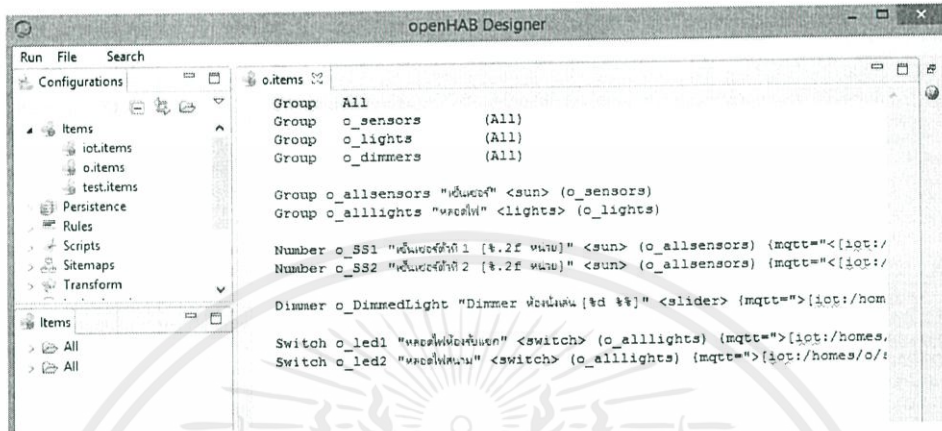 openHAB Designer
Run File Search
Configurations
Items
iot.items
o.items
test.items
Persistence
Rules
Scripts
Sitemaps
Transform
Items
All
All
o.items
Group All
Group o_sensors (All)
Group o_lights (All)
Group o_dimmers (All)
Group o_allsensors "เซ็นเซอร์" <sun> (o_sensors)
Group o_alllights "หลอดไฟ" <lights> (o_lights)
Number o_SS1 "เซ็นเซอร์ตัวที่ 1 [%.2f หน่วย]" <sun> (o_allsensors) {mqtt="<[iot:/
Number o_SS2 "เซ็นเซอร์ตัวที่ 2 [%.2f หน่วย]" <sun> (o_allsensors) {mqtt="<[iot:/
Dimmer o_DimmedLight "Dimmer ห้องนั่งเล่น [%d %%]" <slider> {mqtt=">[iot:/hom
Switch o_led1 "หลอดไฟห้องรับแขก" <switch> (o_alllights) {mqtt=">[iot:/homes,
Switch o_led2 "หลอดไฟสนาม" <switch> (o_alllights) {mqtt=">[iot:/homes/o/s